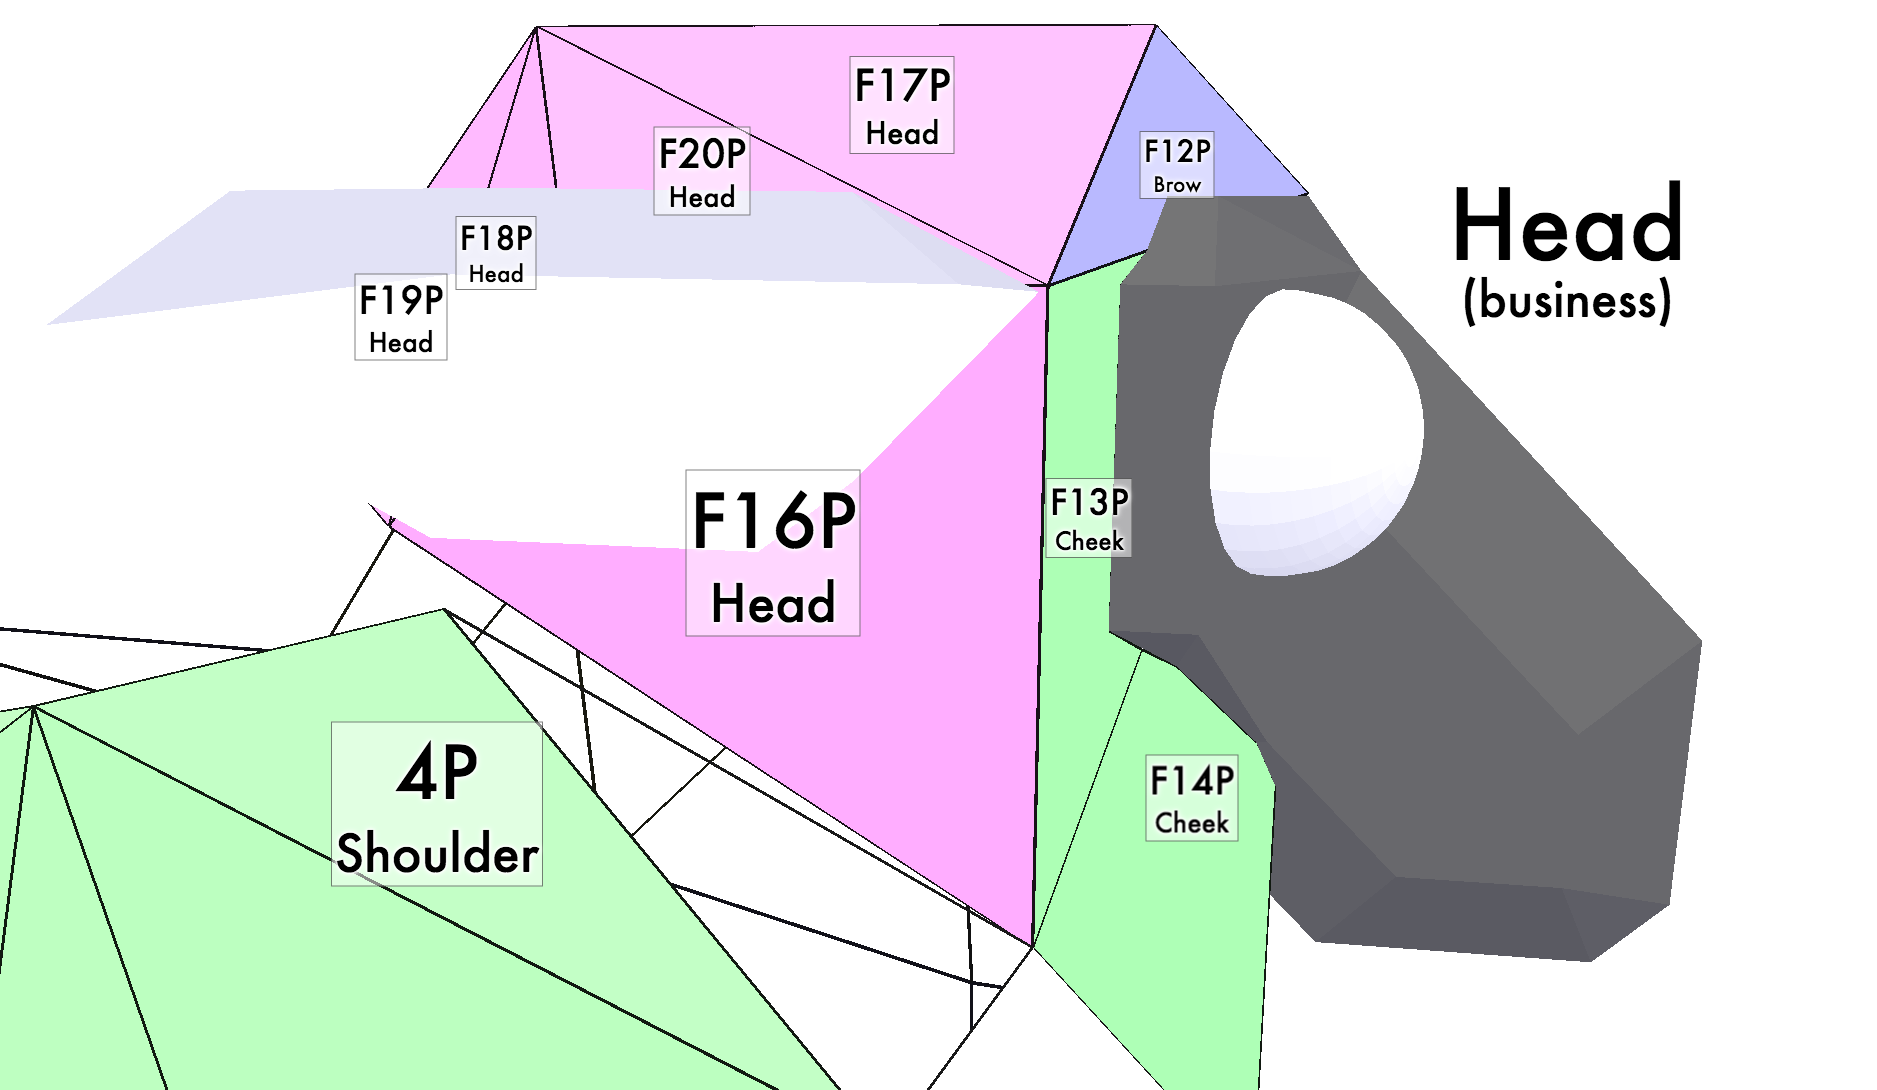 F17P
Head
F20P
Head
F12P
Brow
Head
(business)
F18P
Head
F19P
Head
F16P
Head
F13P
Cheek
4P
Shoulder
F14P
Cheek